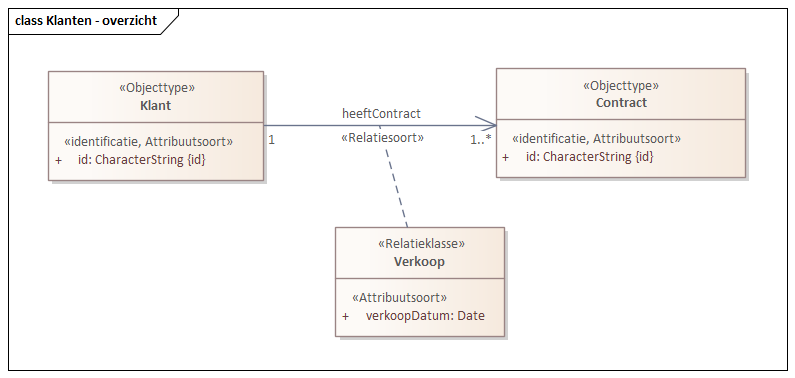 class Klanten - overzicht
«Objecttype»
Klant
«identificatie, Attribuutsoort»
+ id: CharacterString {id}
heeftContract
1
«Relatiesoort»
1..*
«Objecttype»
Contract
«identificatie, Attribuutsoort»
+ id: CharacterString {id}
«Relatieklasse»
Verkoop
«Attribuutsoort»
+ verkoopDatum: Date